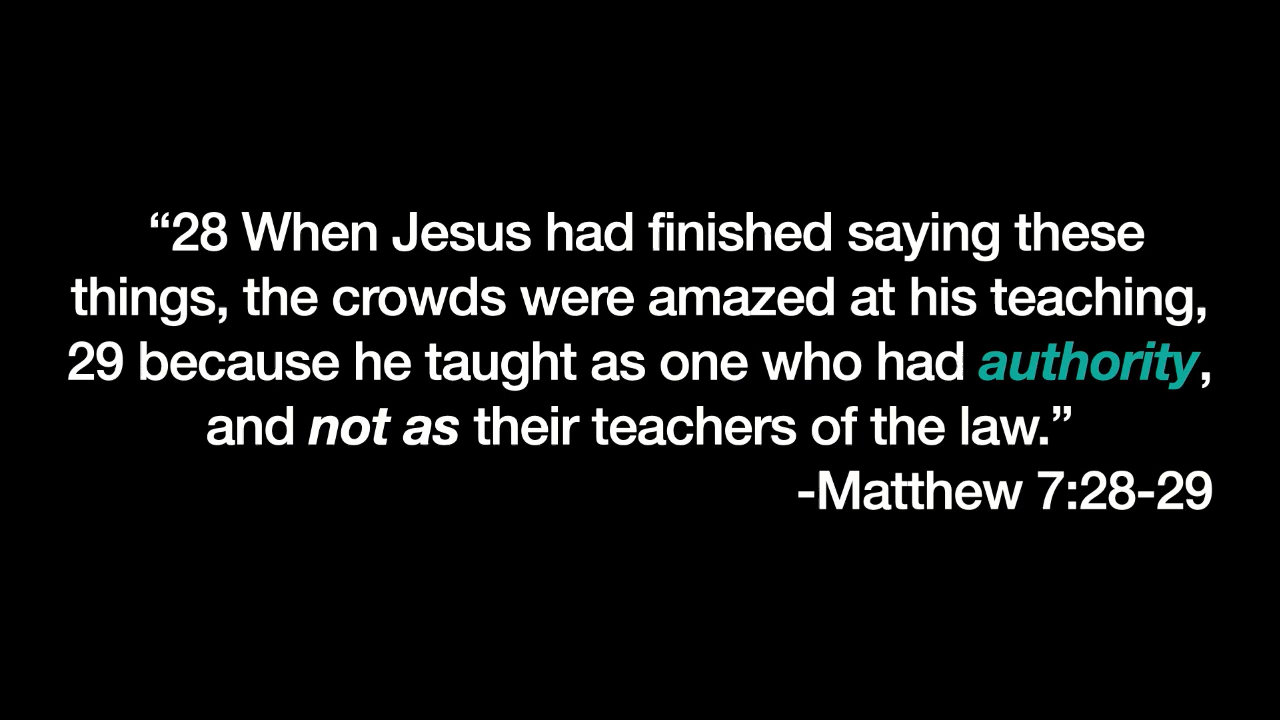 “28 When Jesus had finished saying these
things, the crowds were amazed at his teaching,
29 because he taught as one who had authority,
and not as their teachers of the law.”
-Matthew 7:28-29